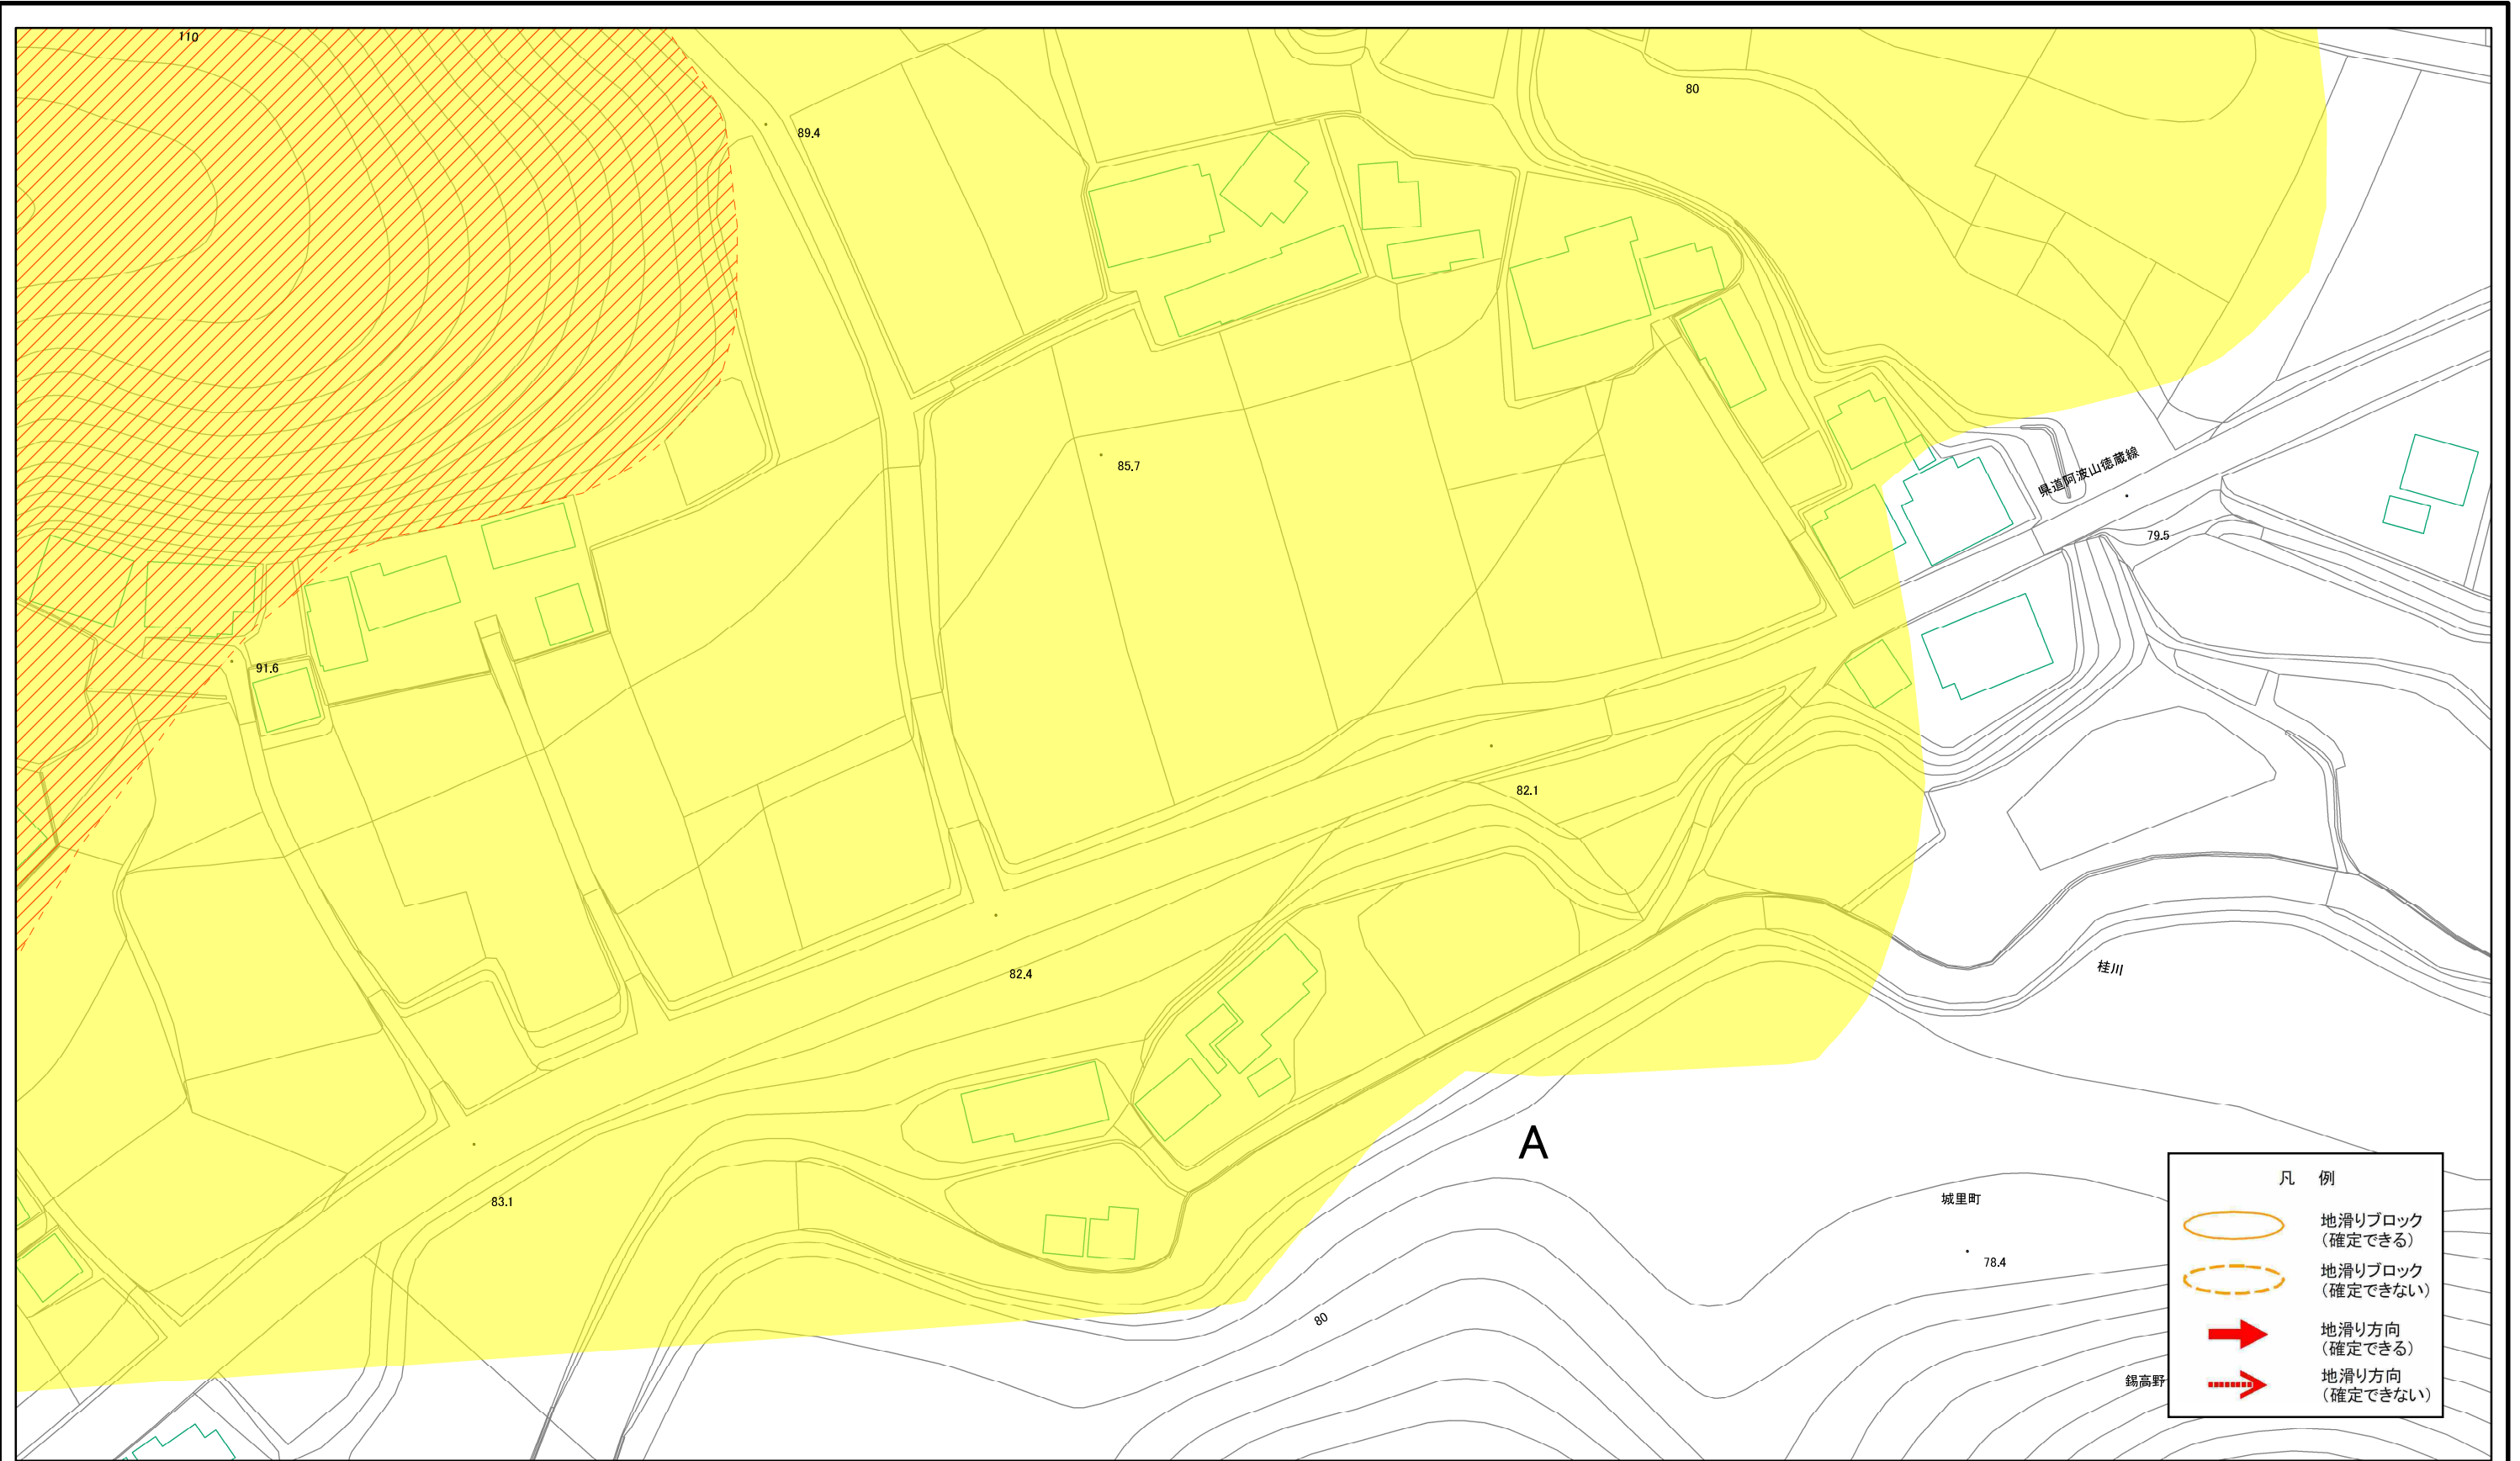 110
80
89.4
85.7
県道阿波山徳蔵線
79.5
91.6
82.1
82.4
桂川
A
83.1
城里町
78.4
80
錫高野
凡 例
地滑りブロック
（確定できる）
地滑りブロック
（確定できない）
地滑り方向
（確定できる）
地滑り方向
（確定できない）